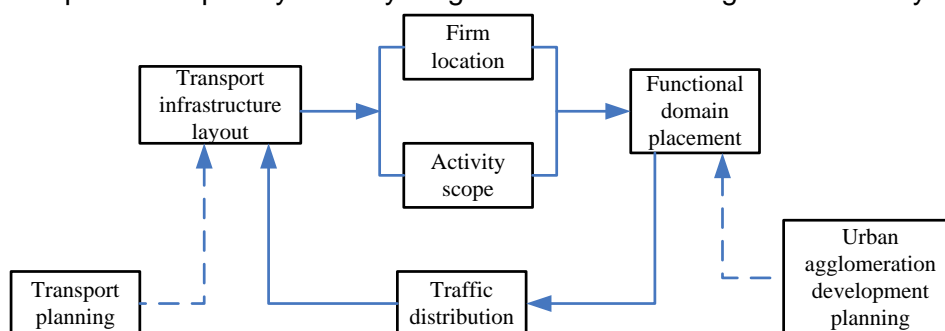 Firm
location
Transport
infrastructure
layout
Functional
domain
placement
Activity
scope
Urban
agglomeration
development
planning
Transport
planning
Traffic
distribution